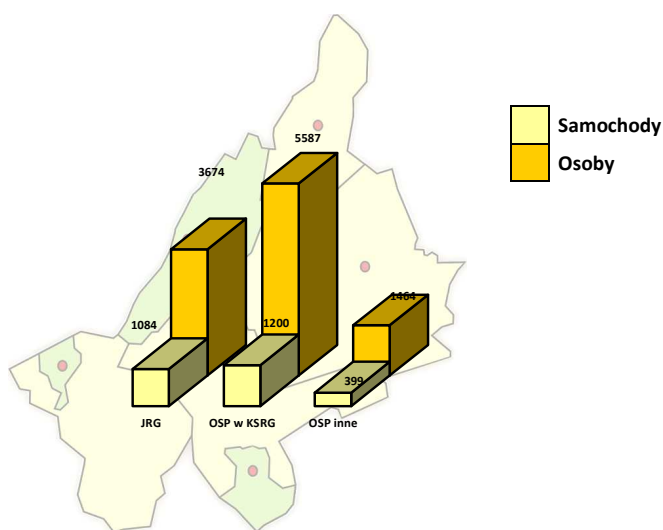 5587
Samochody
Osoby
3674
1464
1084
1200
399
JRG
OSP w KSRG
OSP inne